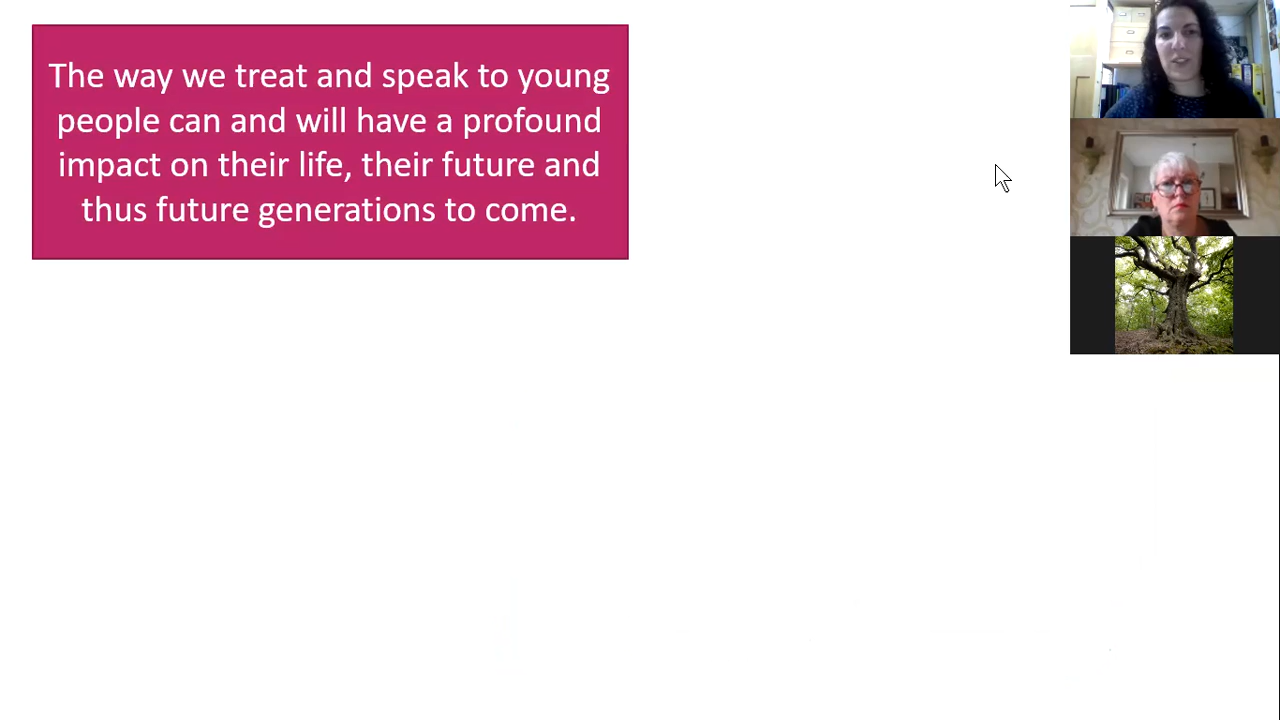 The way we treat and speak to young
people can and will have a profound
impact on their life, their future and
thus future generations to come.